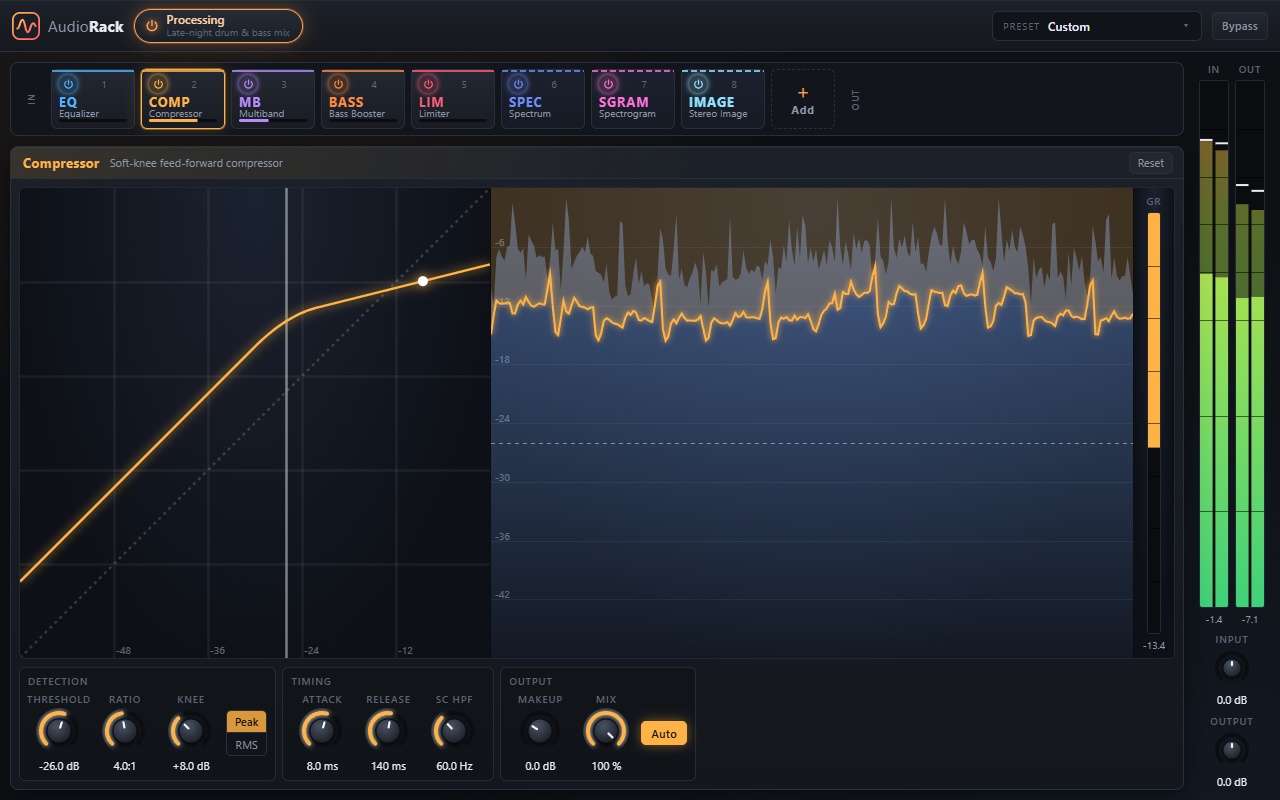 AudioRack
Processing
Late-night drum & bass mix
PRESET Custom
Bypass
IN
1
EQ
Equalizer
2
COMP
Compressor
3
MB
Multiband
4
BASS
Bass Booster
5
LIM
Limiter
6
SPEC
Spectrum
7
SGRAM
Spectrogram
8
IMAGE
Stereo Image
+
Add
OUT
IN OUT
Compressor Soft-knee feed-forward compressor
Reset
-48 -36 -24 -12
-6
-12
-18
-24
-30
-36
-42
GR
-13.4
-1.4 -7.1
INPUT
0.0 dB
OUTPUT
0.0 dB
DETECTION
THRESHOLD RATIO KNEE
Peak
RMS
-26.0 dB 4.0:1 +8.0 dB
TIMING
ATTACK RELEASE SC HPF
8.0 ms 140 ms 60.0 Hz
OUTPUT
MAKEUP MIX
Auto
0.0 dB 100 %